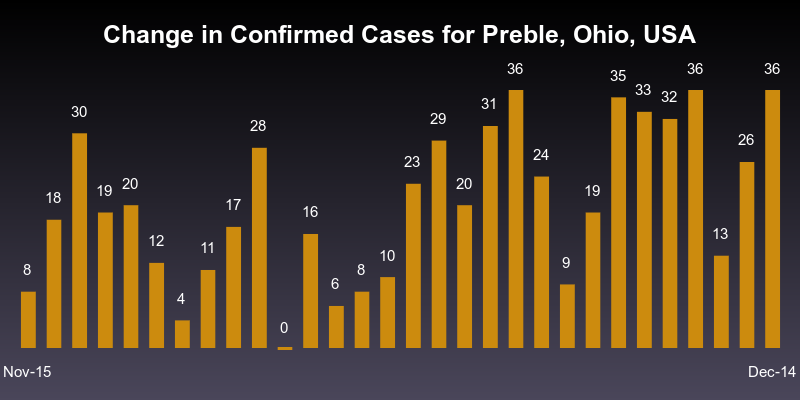 Change in Confirmed Cases for Preble, Ohio, USA
8 18 30 19 20 12 4 11 17 28 0 16 6 8 10 23 29 20 31 36 24 9 19 35 33 32 36 13 26 36
Nov-15 Dec-14